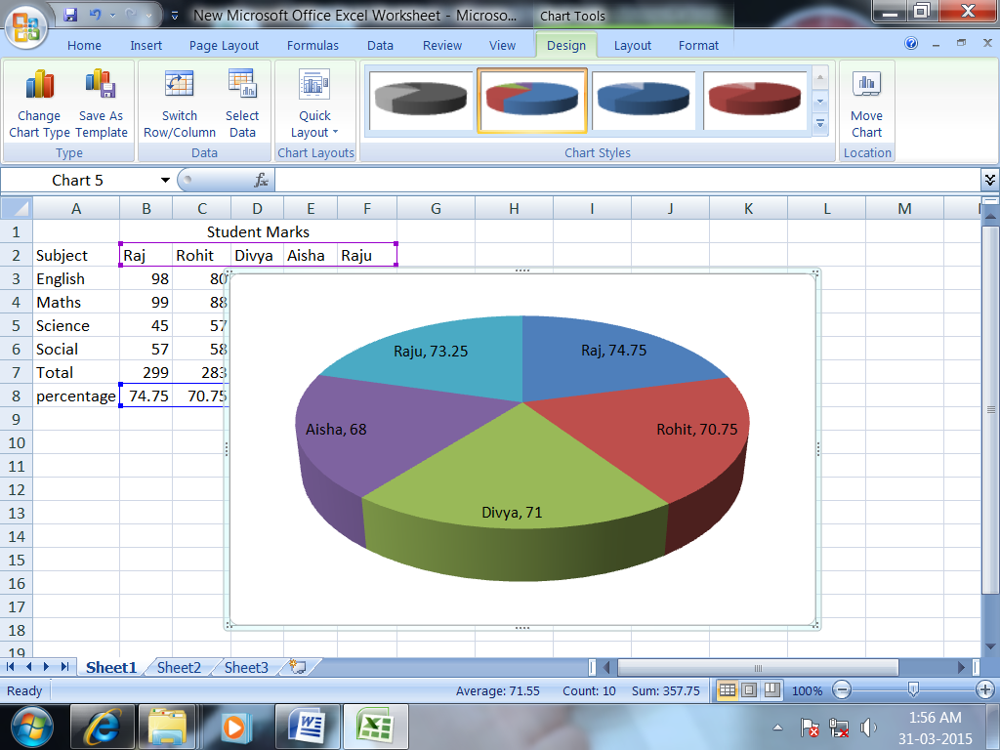 New Microsoft Office Excel Worksheet - Microso... Chart Tools
Home Insert Page Layout Formulas Data Review View Design Layout Format
Change Chart Type Save As Template Switch Row/Column Select Data Quick Layout Move Chart
Type Data Chart Layouts Chart Styles Location
Chart 5 fx
A B C D E F G H I J K L M
1 Student Marks
2 Subject Raj Rohit Divya Aisha Raju
3 English 98 80
4 Maths 99 88
5 Science 45 57
6 Social 57 58
7 Total 299 283
8 percentage 74.75 70.75
9
10
11
12
13
14
15
16
17
18
19
Raju, 73.25 Raj, 74.75
Aisha, 68 Rohit, 70.75
Divya, 71
Sheet1 Sheet2 Sheet3
Ready Average: 71.55 Count: 10 Sum: 357.75 100%
1:56 AM
31-03-2015